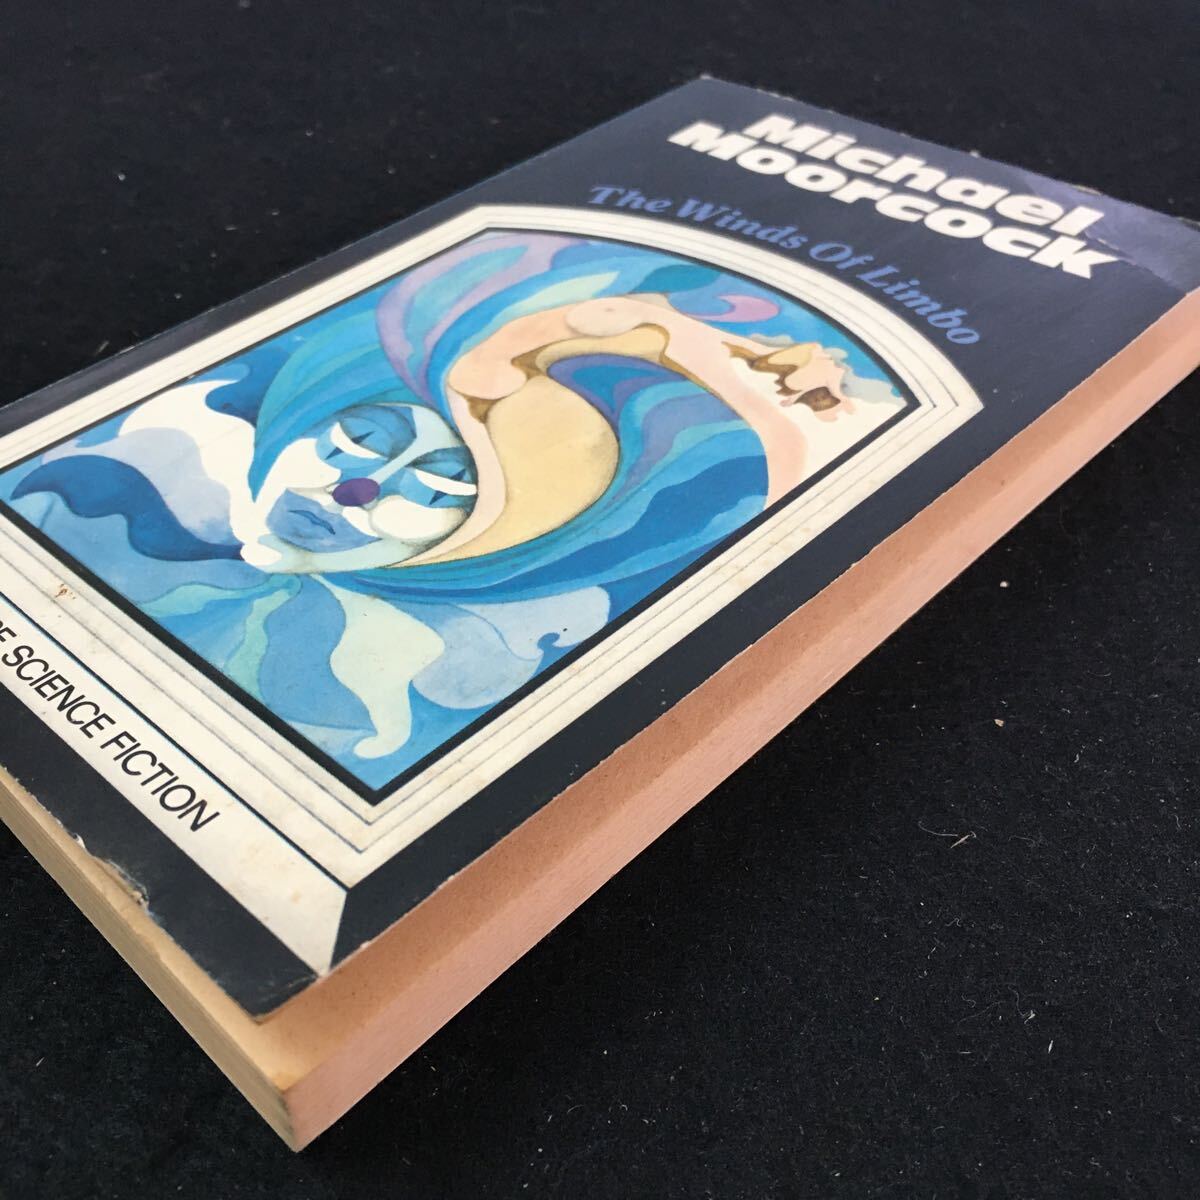 Michael
Moorcock
The Winds Of Limbo
SCIENCE FICTION